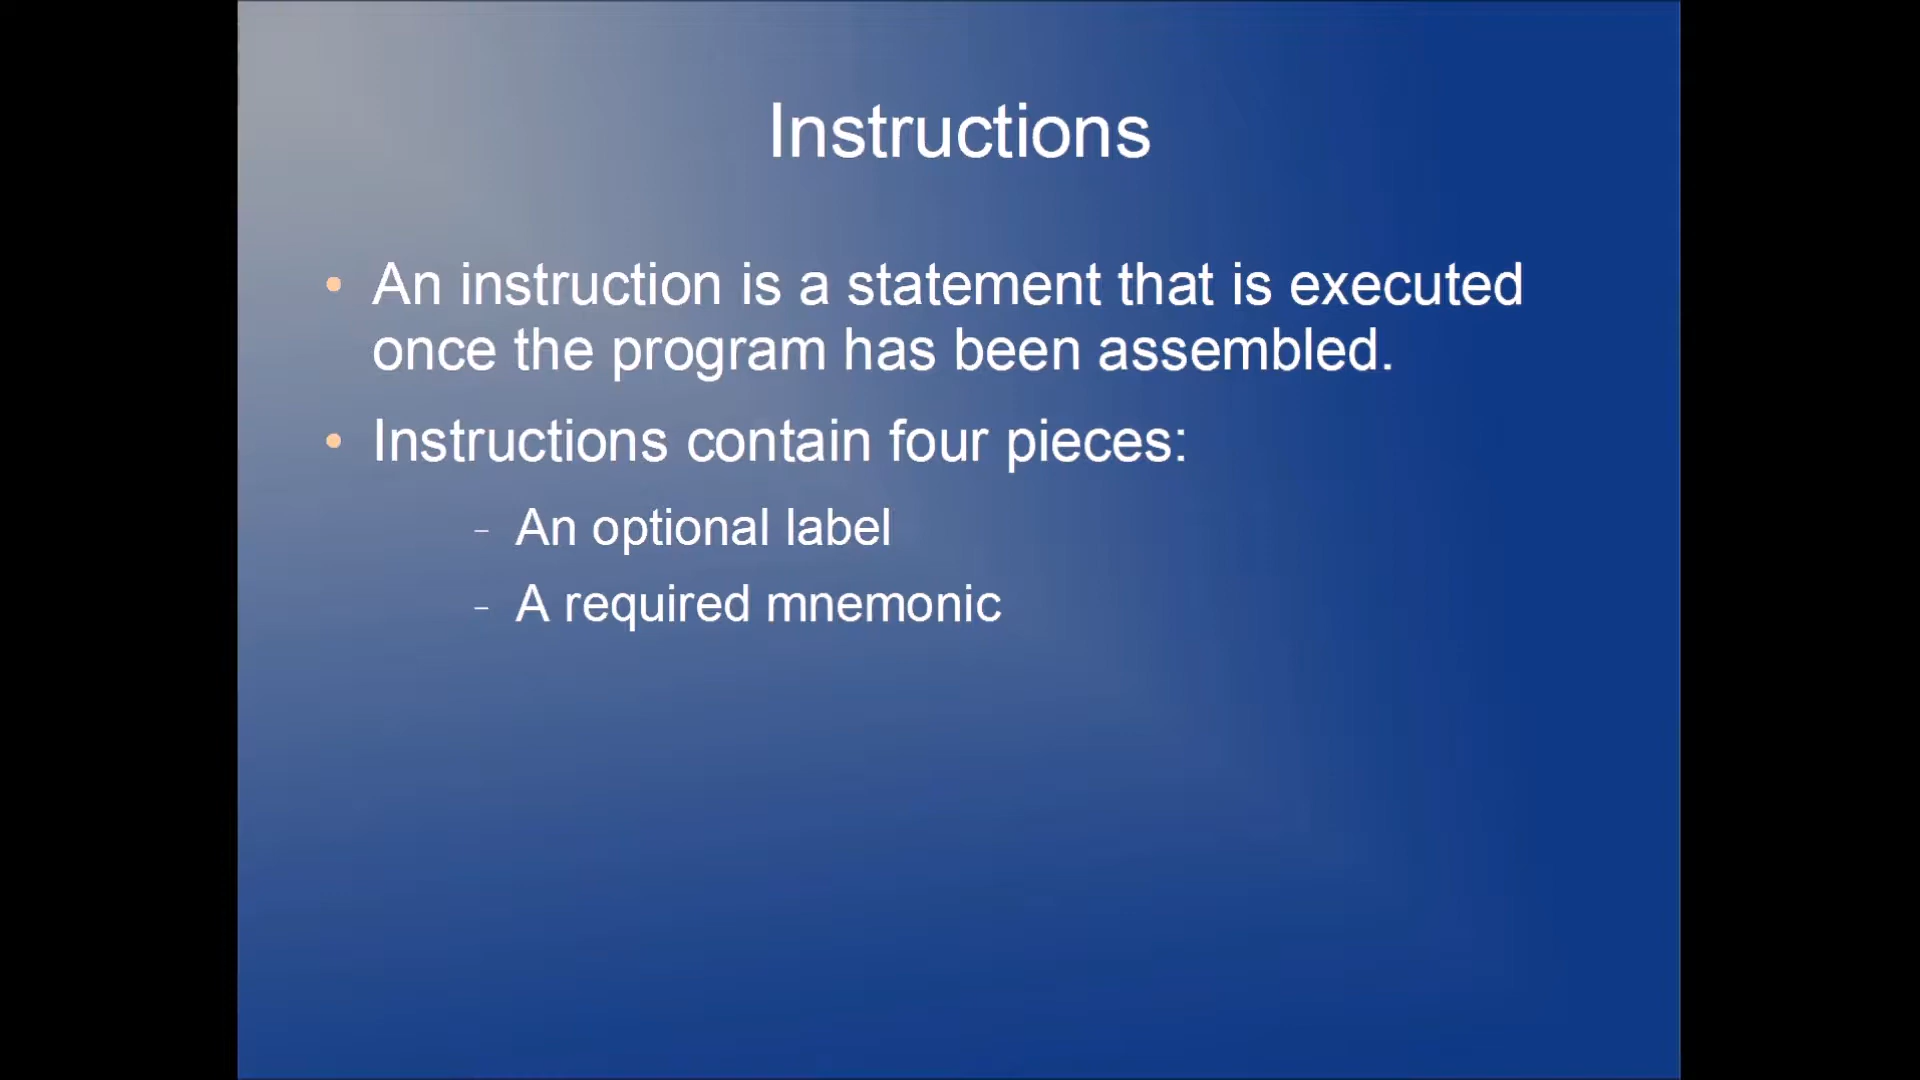 Instructions
• An instruction is a statement that is executed
once the program has been assembled.
• Instructions contain four pieces:
– An optional label
– A required mnemonic